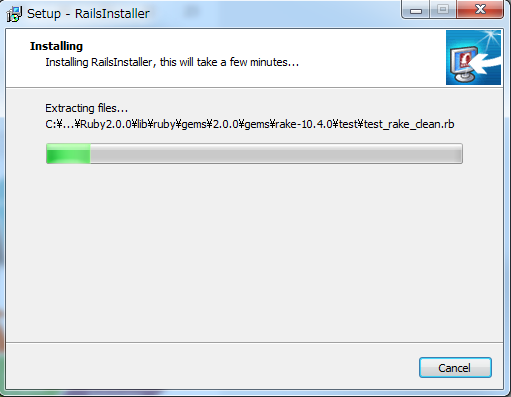 Setup - RailsInstaller
Installing
Installing RailsInstaller, this will take a few minutes...
Extracting files...
C:¥...¥Ruby2.0.0¥lib¥ruby¥gems¥2.0.0¥gems¥rake-10.4.0¥test¥test_rake_clean.rb
Cancel